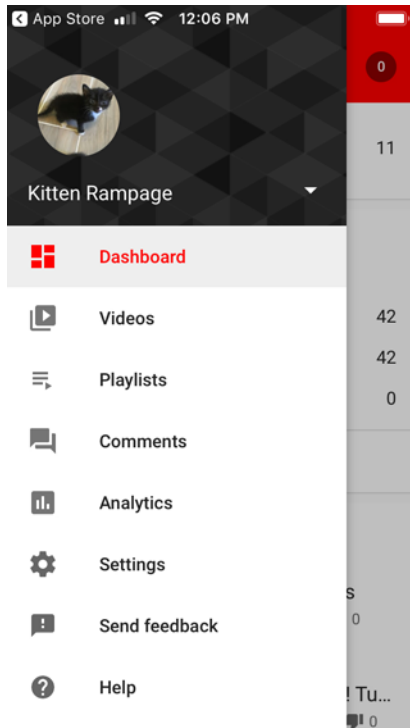 App Store 12:06 PM
0
11
Kitten Rampage
Dashboard
Videos
42
Playlists
42
0
Comments
Analytics
Settings
s
Send feedback
0
Help
! Tu...
0